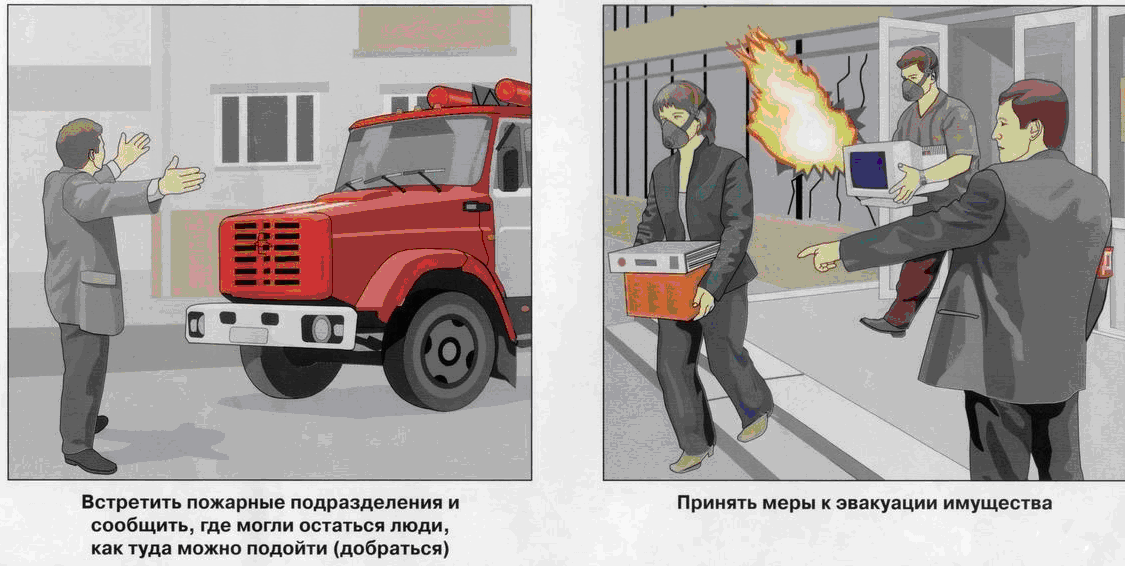 Встретить пожарные подразделения и
сообщить, где могли остаться люди,
как туда можно подойти (добраться)
Принять меры к эвакуации имущества